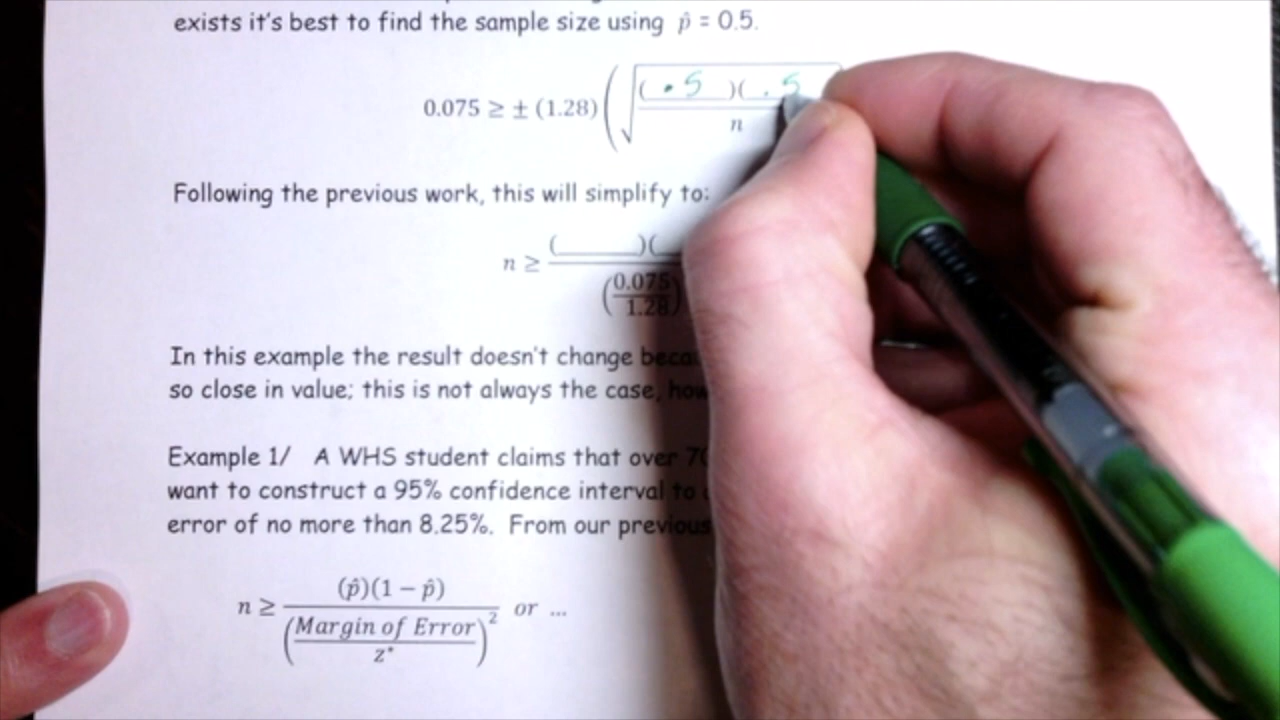 exists it's best to find the sample size using p̂ = 0.5.
0.075 ≥ ± (1.28) (√((.5)(.5)/n
Following the previous work, this will simplify to:
n ≥ (____)(
(0.075/1.28)
In this example the result doesn't change
so close in value; this is not always the case,
Example 1/ A WHS student claims that over
want to construct a 95% confidence interval to
error of no more than 8.25%. From our previous
n ≥ (p̂)(1 − p̂)/(Margin of Error/z*)² or ...